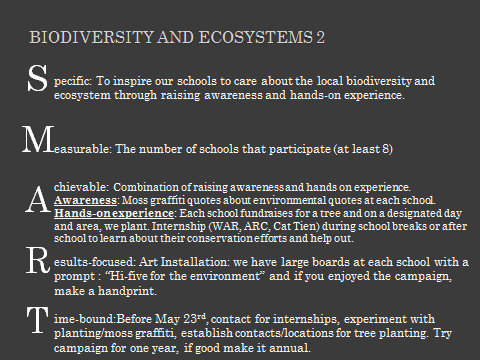 BIODIVERSITY AND ECOSYSTEMS 2
Specific: To inspire our schools to care about the local biodiversity and
ecosystem through raising awareness and hands-on experience.
Measurable: The number of schools that participate (at least 8)
Achievable: Combination of raising awareness and hands on experience.
Awareness: Moss graffiti quotes about environmental quotes at each school.
Hands-on experience: Each school fundraises for a tree and on a designated day
and area, we plant. Internship (WAR, ARC, Cat Tien) during school breaks or after
school to learn about their conservation efforts and help out.
Results-focused: Art Installation: we have large boards at each school with a
prompt : “Hi-five for the environment” and if you enjoyed the campaign,
make a handprint.
Time-bound:Before May 23rd, contact for internships, experiment with
planting/moss graffiti, establish contacts/locations for tree planting. Try
campaign for one year, if good make it annual.